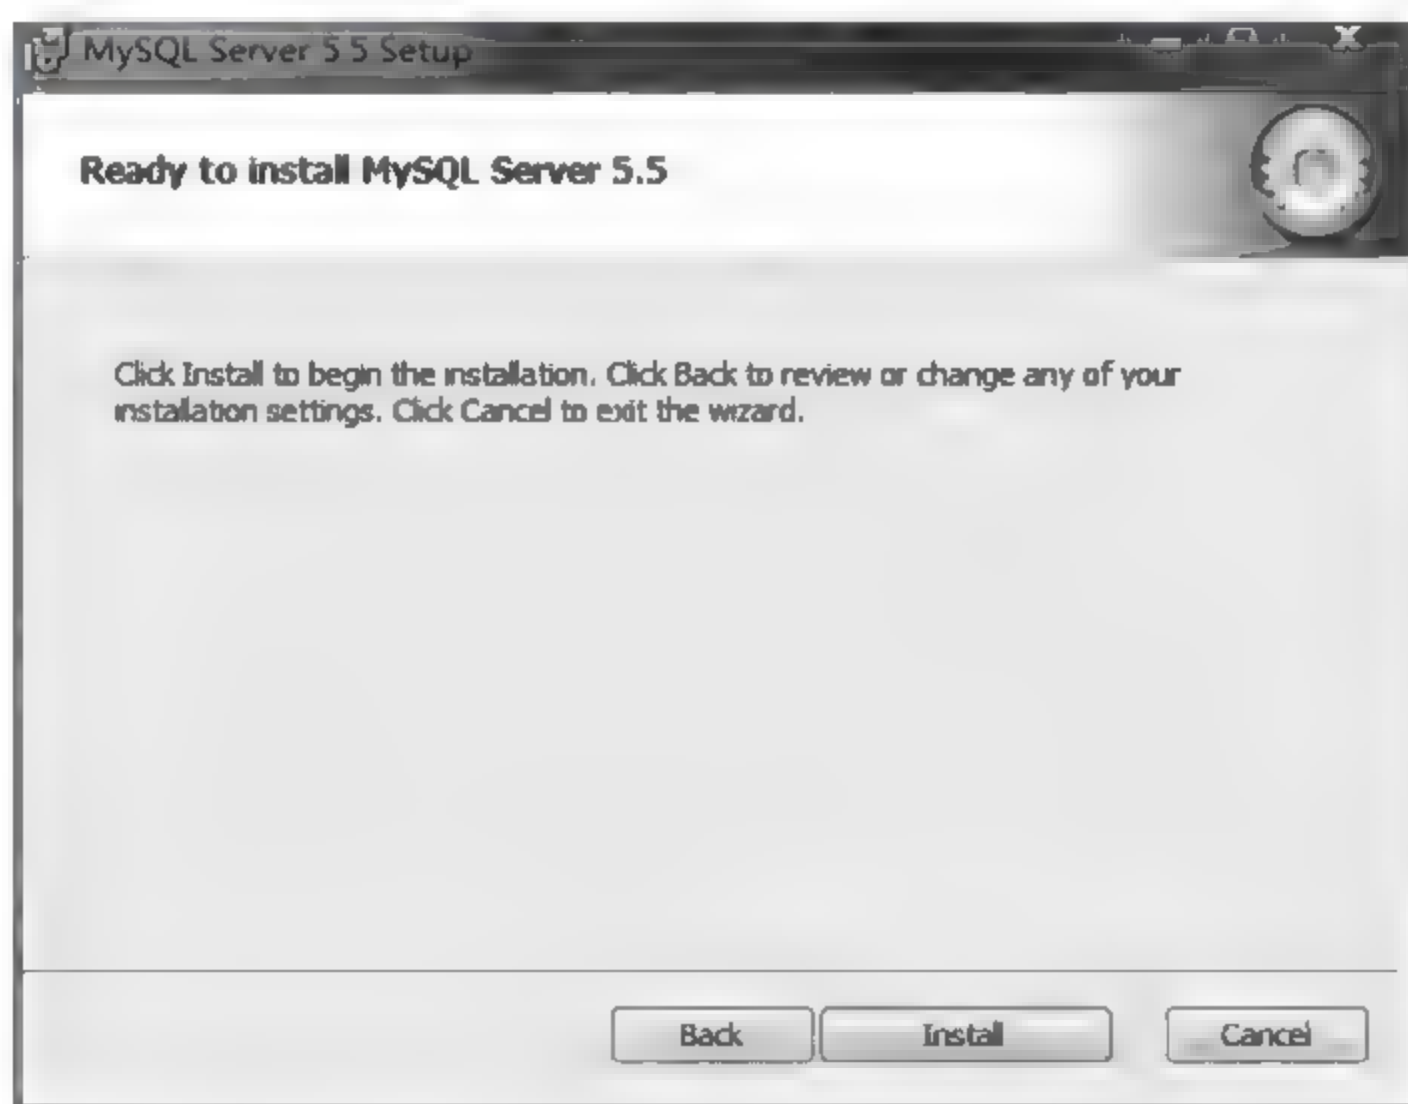 MySQL Server 5 5 Setup
Ready to install MySQL Server 5.5
Click Install to begin the installation. Click Back to review or change any of your
installation settings. Click Cancel to exit the wizard.
Back Install Cancel